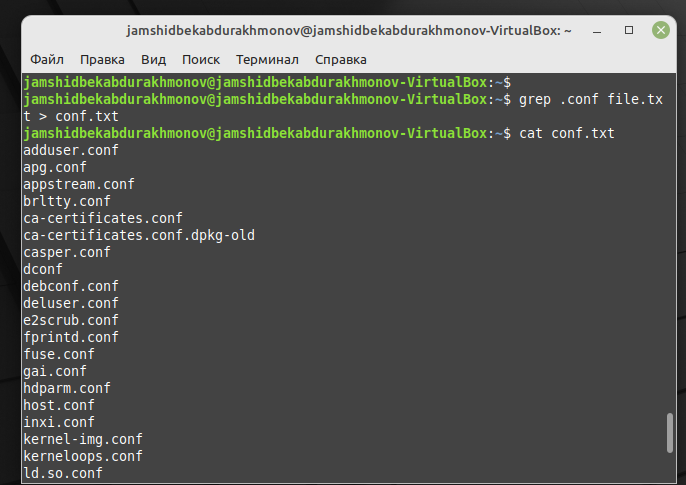 jamshidbekabdurakhmonov@jamshidbekabdurakhmonov-VirtualBox: ~
Файл Правка Вид Поиск Терминал Справка
jamshidbekabdurakhmonov@jamshidbekabdurakhmonov-VirtualBox:~$
jamshidbekabdurakhmonov@jamshidbekabdurakhmonov-VirtualBox:~$ grep .conf file.tx
t > conf.txt
jamshidbekabdurakhmonov@jamshidbekabdurakhmonov-VirtualBox:~$ cat conf.txt
adduser.conf
apg.conf
appstream.conf
brltty.conf
ca-certificates.conf
ca-certificates.conf.dpkg-old
casper.conf
dconf
debconf.conf
deluser.conf
e2scrub.conf
fprintd.conf
fuse.conf
gai.conf
hdparm.conf
host.conf
inxi.conf
kernel-img.conf
kerneloops.conf
ld.so.conf